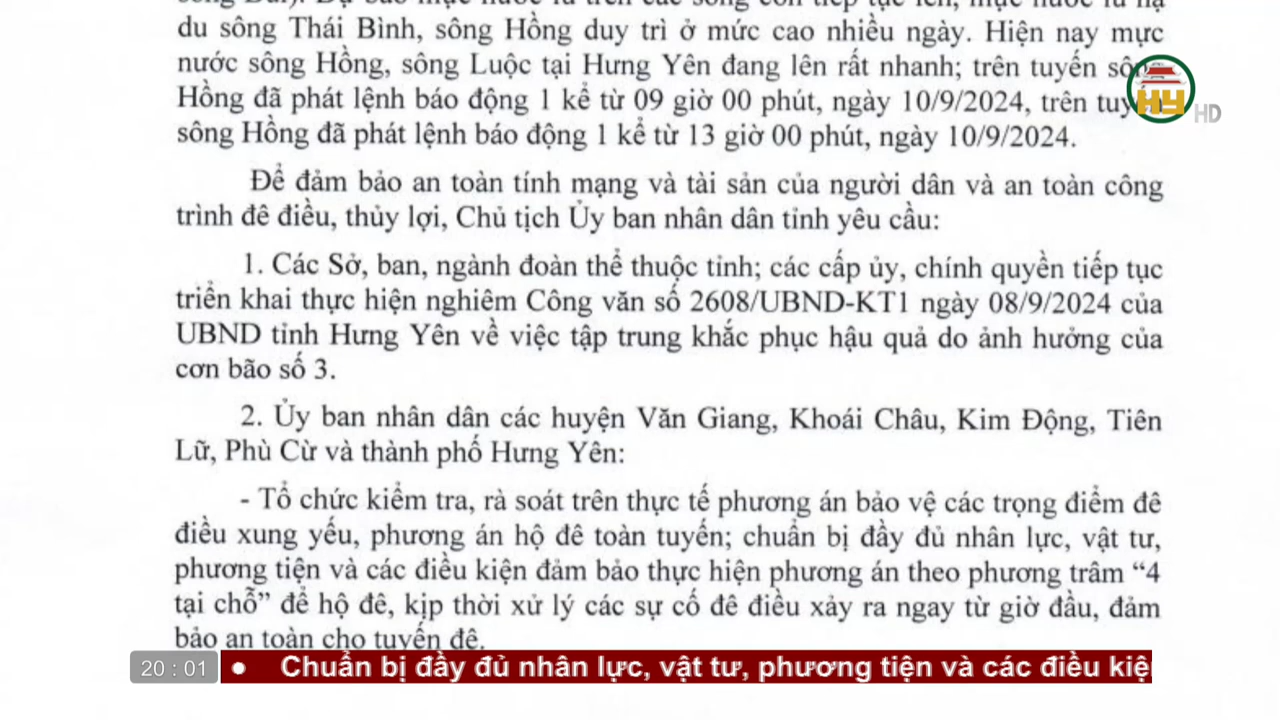 du sông Thái Bình, sông Hồng duy trì ở mức cao nhiều ngày. Hiện nay mực
nước sông Hồng, sông Luộc tại Hưng Yên đang lên rất nhanh; trên tuyến sông
Hồng đã phát lệnh báo động 1 kể từ 09 giờ 00 phút, ngày 10/9/2024, trên tuyến
sông Hồng đã phát lệnh báo động 1 kể từ 13 giờ 00 phút, ngày 10/9/2024.
Để đảm bảo an toàn tính mạng và tài sản của người dân và an toàn công
trình đê điều, thủy lợi, Chủ tịch Ủy ban nhân dân tỉnh yêu cầu:
1. Các Sở, ban, ngành đoàn thể thuộc tỉnh; các cấp ủy, chính quyền tiếp tục
triển khai thực hiện nghiêm Công văn số 2608/UBND-KT1 ngày 08/9/2024 của
UBND tỉnh Hưng Yên về việc tập trung khắc phục hậu quả do ảnh hưởng của
cơn bão số 3.
2. Ủy ban nhân dân các huyện Văn Giang, Khoái Châu, Kim Động, Tiên
Lữ, Phù Cừ và thành phố Hưng Yên:
- Tổ chức kiểm tra, rà soát trên thực tế phương án bảo vệ các trọng điểm đê
điều xung yếu, phương án hộ đê toàn tuyến; chuẩn bị đầy đủ nhân lực, vật tư,
phương tiện và các điều kiện đảm bảo thực hiện phương án theo phương trâm “4
tại chỗ” để hộ đê, kịp thời xử lý các sự cố đê điều xảy ra ngay từ giờ đầu, đảm
bảo an toàn cho tuyến đê.
HY HD
20 : 01 • Chuẩn bị đầy đủ nhân lực, vật tư, phương tiện và các điều kiện